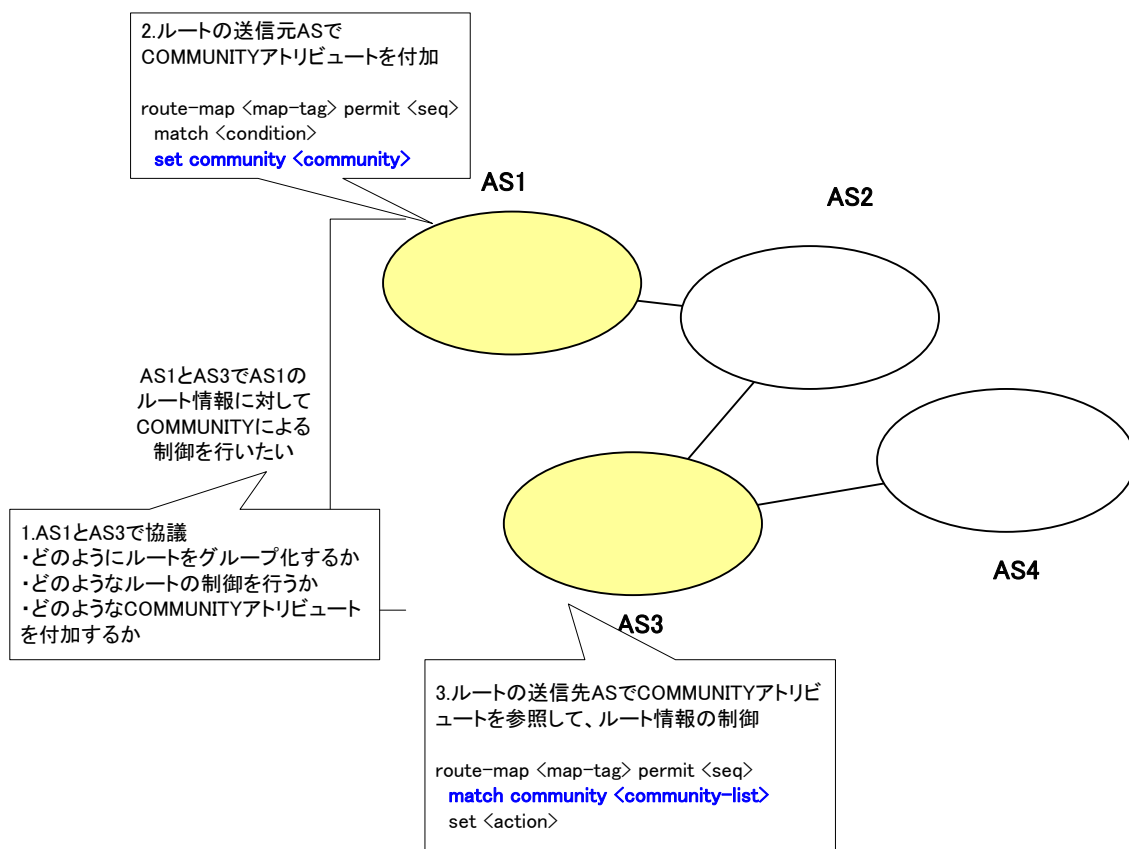 2.ルートの送信元ASで
COMMUNITYアトリビュートを付加
route-map <map-tag> permit <seq>
match <condition>
set community <community>
AS1
AS2
AS1とAS3でAS1の
ルート情報に対して
COMMUNITYによる
制御を行いたい
1.AS1とAS3で協議
・どのようにルートをグループ化するか
・どのようなルートの制御を行うか
・どのようなCOMMUNITYアトリビュート
を付加するか
AS4
AS3
3.ルートの送信先ASでCOMMUNITYアトリビ
ュートを参照して、ルート情報の制御
route-map <map-tag> permit <seq>
match community <community-list>
set <action>